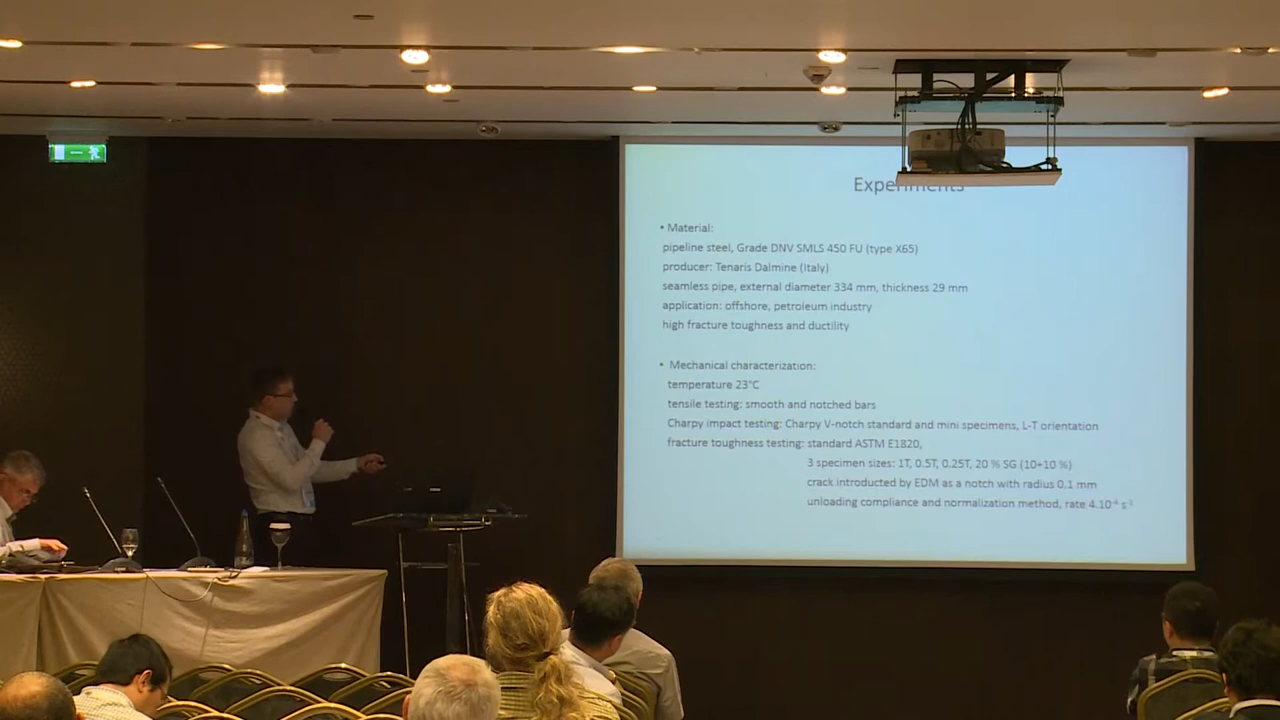 Experiments
• Material:
pipeline steel, Grade DNV SMLS 450 FU (type X65)
producer: Tenaris Dalmine (Italy)
seamless pipe, external diameter 334 mm, thickness 29 mm
application: offshore, petroleum industry
high fracture toughness and ductility
• Mechanical characterization:
temperature 23°C
tensile testing: smooth and notched bars
Charpy impact testing: Charpy V-notch standard and mini specimens, L-T orientation
fracture toughness testing: standard ASTM E1820,
3 specimen sizes: 1T, 0.5T, 0.25T, 20 % SG (10+10 %)
crack introducted by EDM as a notch with radius 0.1 mm
unloading compliance and normalization method, rate 4.10⁻⁴ s⁻¹